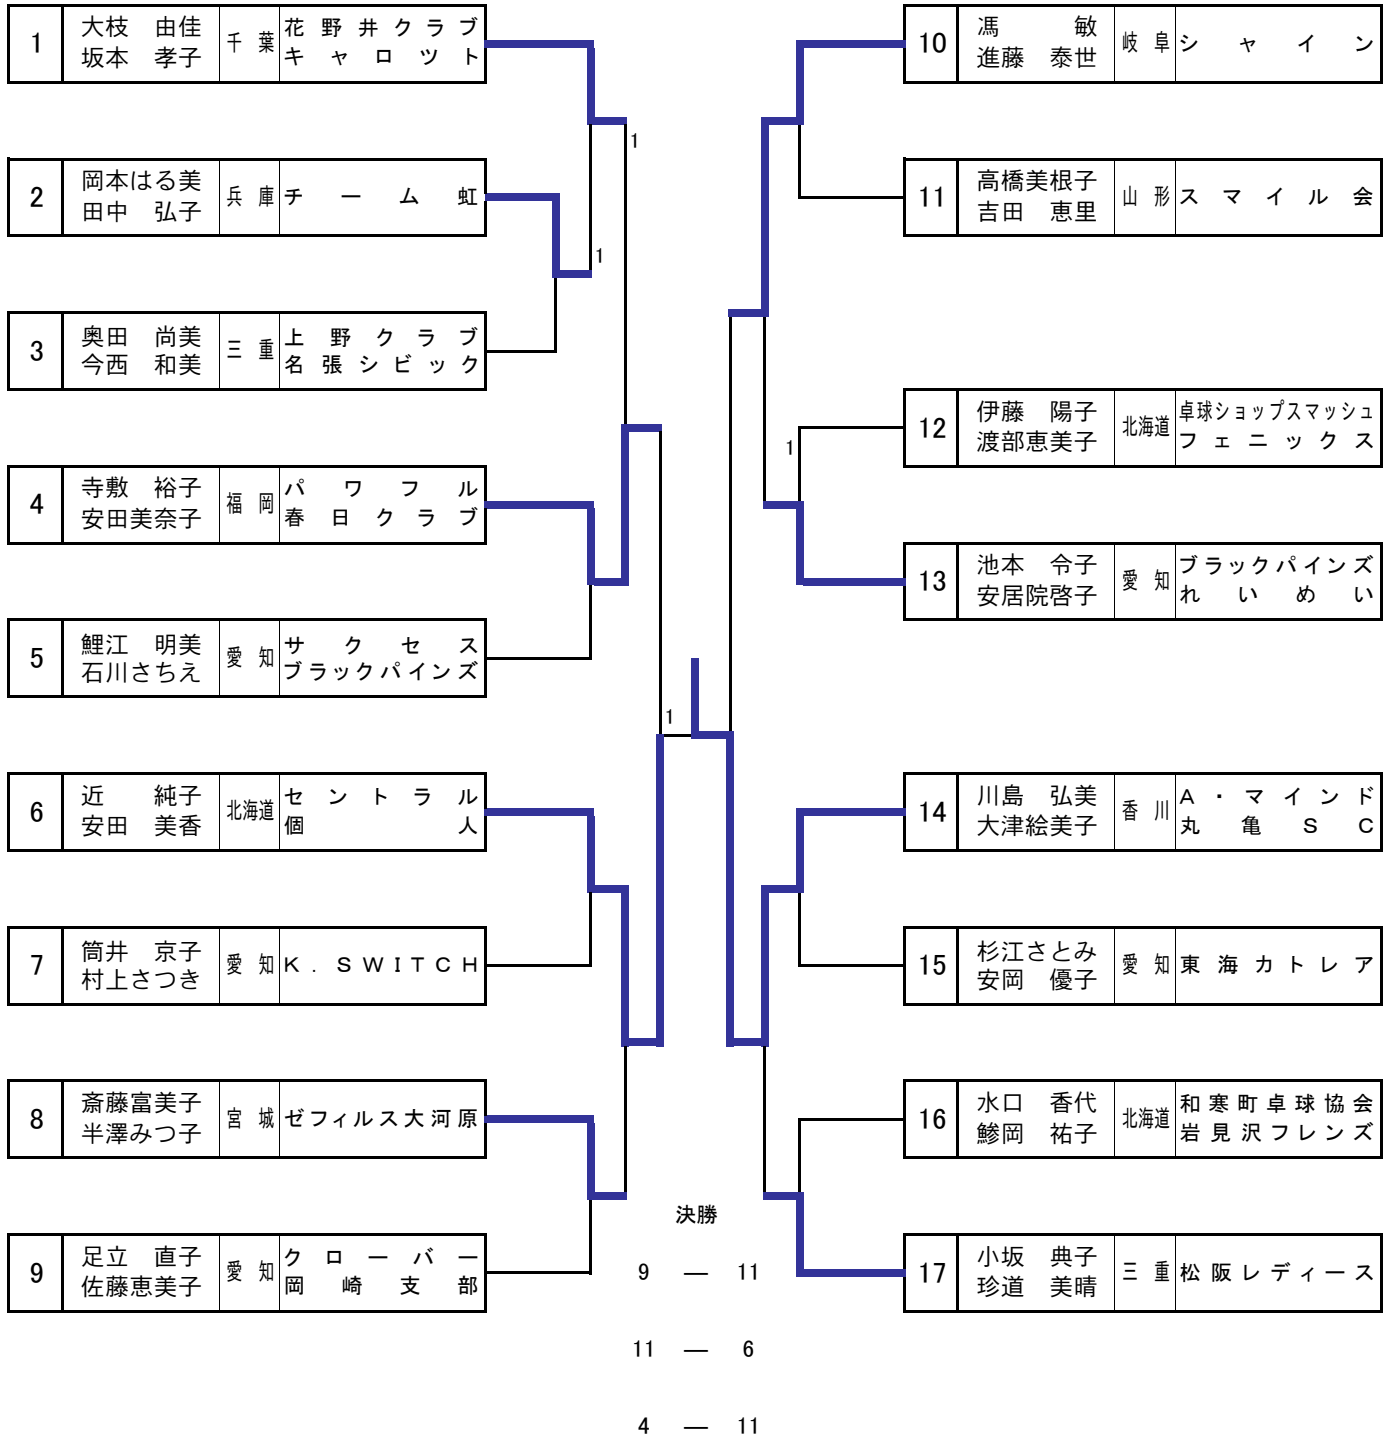 1
大枝　由佳
坂本　孝子
千葉
花野井クラブ
キャロツト
2
岡本はる美
田中　弘子
兵庫
チーム虹
3
奥田　尚美
今西　和美
三重
上野クラブ
名張シビック
4
寺敷　裕子
安田美奈子
福岡
パワフル
春日クラブ
5
鯉江　明美
石川さちえ
愛知
サクセス
ブラックパインズ
6
近　　純子
安田　美香
北海道
セントラル
個人
7
筒井　京子
村上さつき
愛知
K．SWITCH
8
斎藤富美子
半澤みつ子
宮城
ゼフィルス大河原
9
足立　直子
佐藤恵美子
愛知
クローバー
岡崎支部
1
1
1
10
馮　　敏
進藤　泰世
岐阜
シャイン
11
高橋美根子
吉田　恵里
山形
スマイル会
12
伊藤　陽子
渡部恵美子
北海道
卓球ショップスマッシュ
フェニックス
1
13
池本　令子
安居院啓子
愛知
ブラックパインズ
れいめい
14
川島　弘美
大津絵美子
香川
A・マインド
丸亀SC
15
杉江さとみ
安岡　優子
愛知
東海カトレア
16
水口　香代
鯵岡　祐子
北海道
和寒町卓球協会
岩見沢フレンズ
17
小坂　典子
珍道　美晴
三重
松阪レディース
決勝
9 — 11
11 — 6
4 — 11